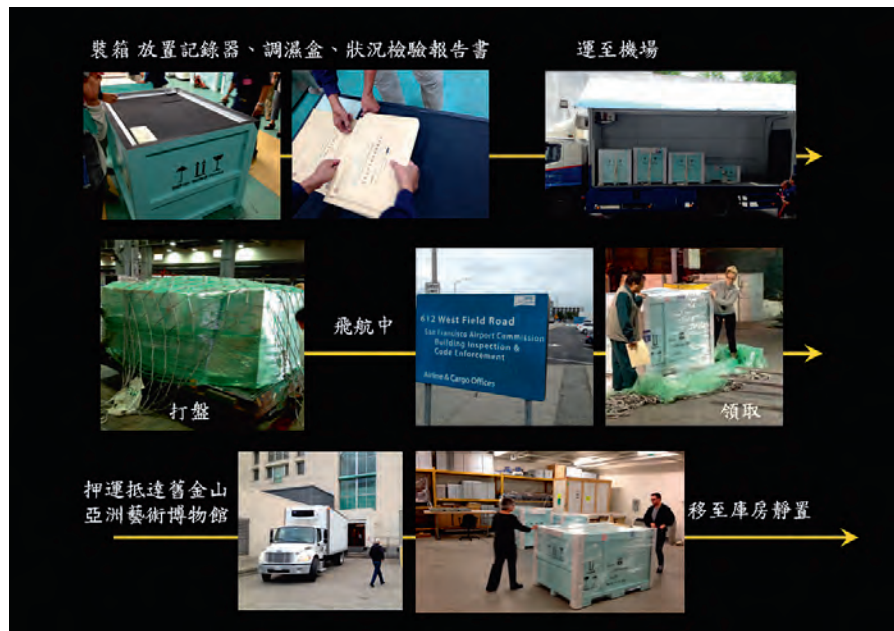 裝箱 放置記錄器、調濕盒、狀況檢驗報告書
運至機場
打盤
飛航中
612 West Field Road
San Francisco Airport Commission
Building Inspection &
Code Enforcement
Airline & Cargo Offices
領取
押運抵達舊金山
亞洲藝術博物館
移至庫房靜置